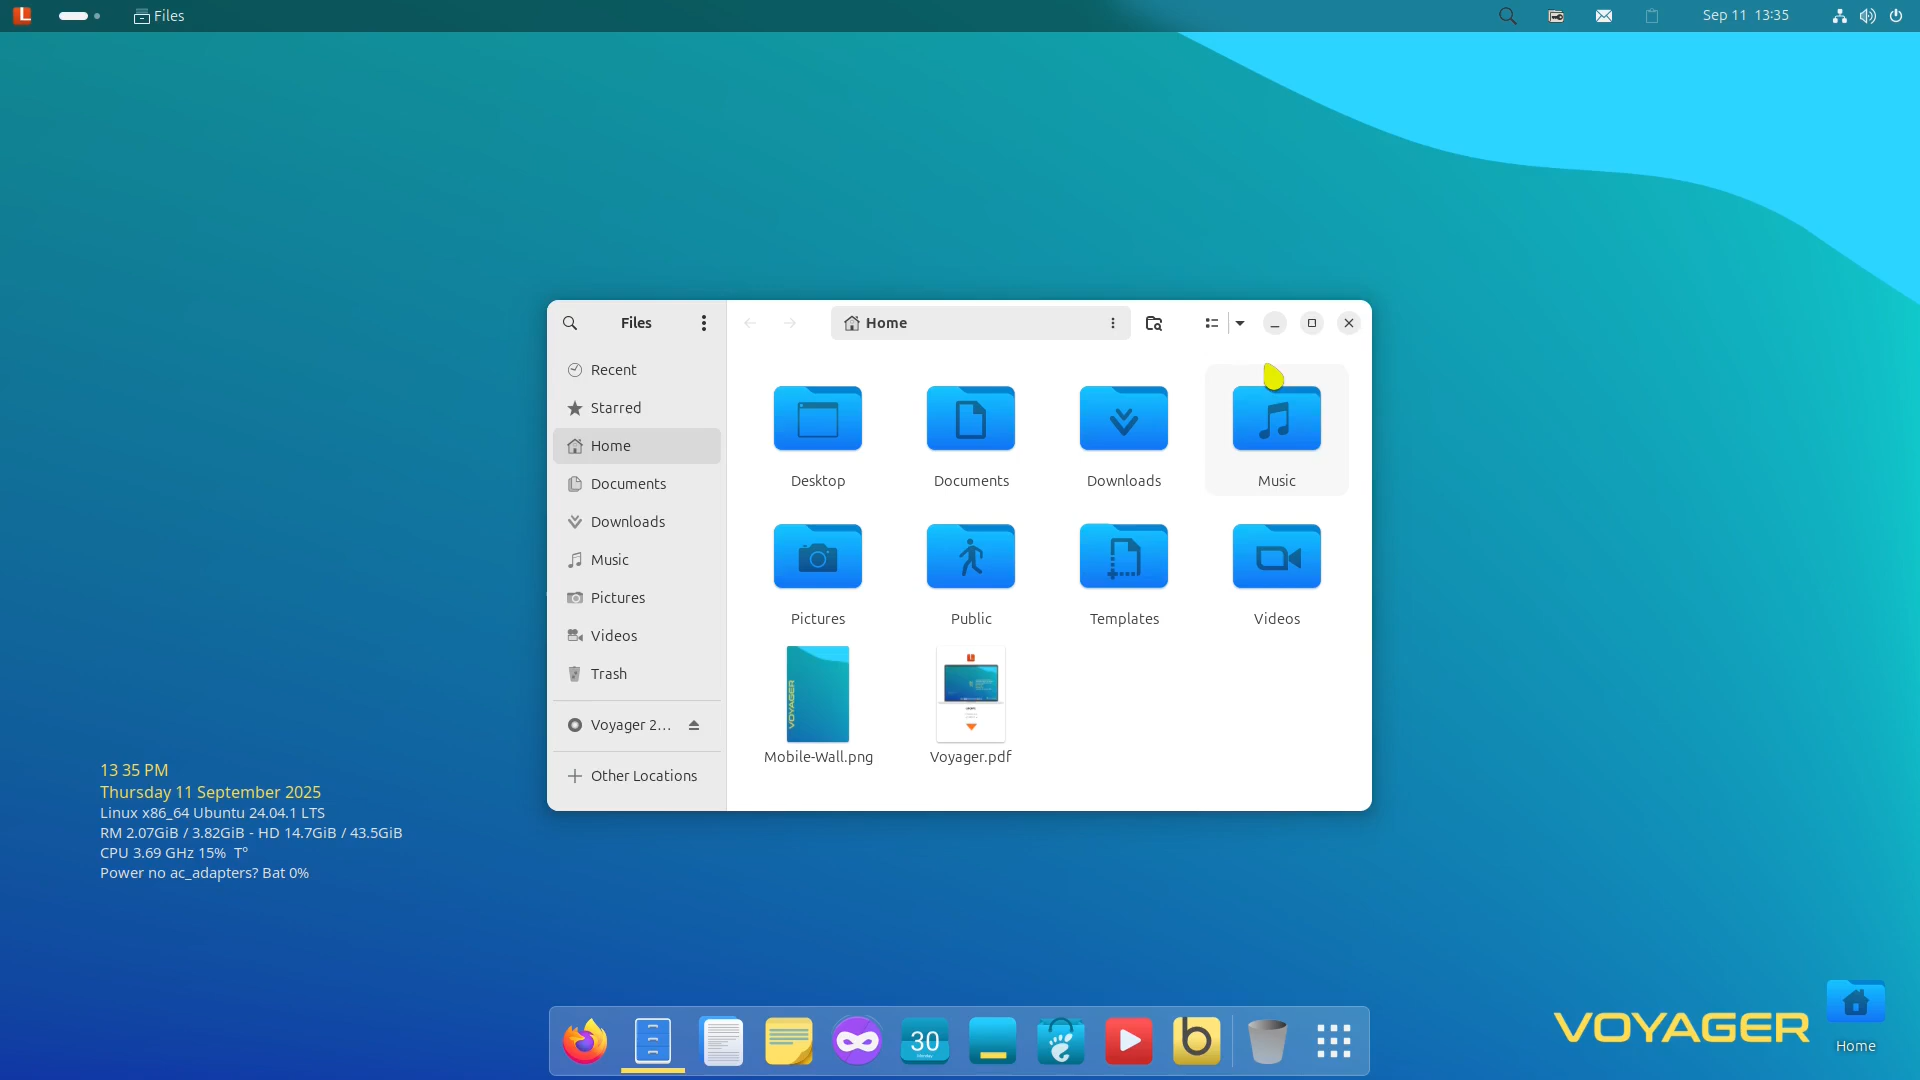 L
Files
Sep 11 13:35
Files
Home
Recent
Starred
Home
Documents
Downloads
Music
Pictures
Videos
Trash
Voyager 2...
Other Locations
Desktop
Documents
Downloads
Music
Pictures
Public
Templates
Videos
VOYAGER
Mobile-Wall.png
Voyager.pdf
13 35 PM
Thursday 11 September 2025
Linux x86_64 Ubuntu 24.04.1 LTS
RM 2.07GiB / 3.82GiB - HD 14.7GiB / 43.5GiB
CPU 3.69 GHz 15% T°
Power no ac_adapters? Bat 0%
30
Monday
b
VOYAGER
Home